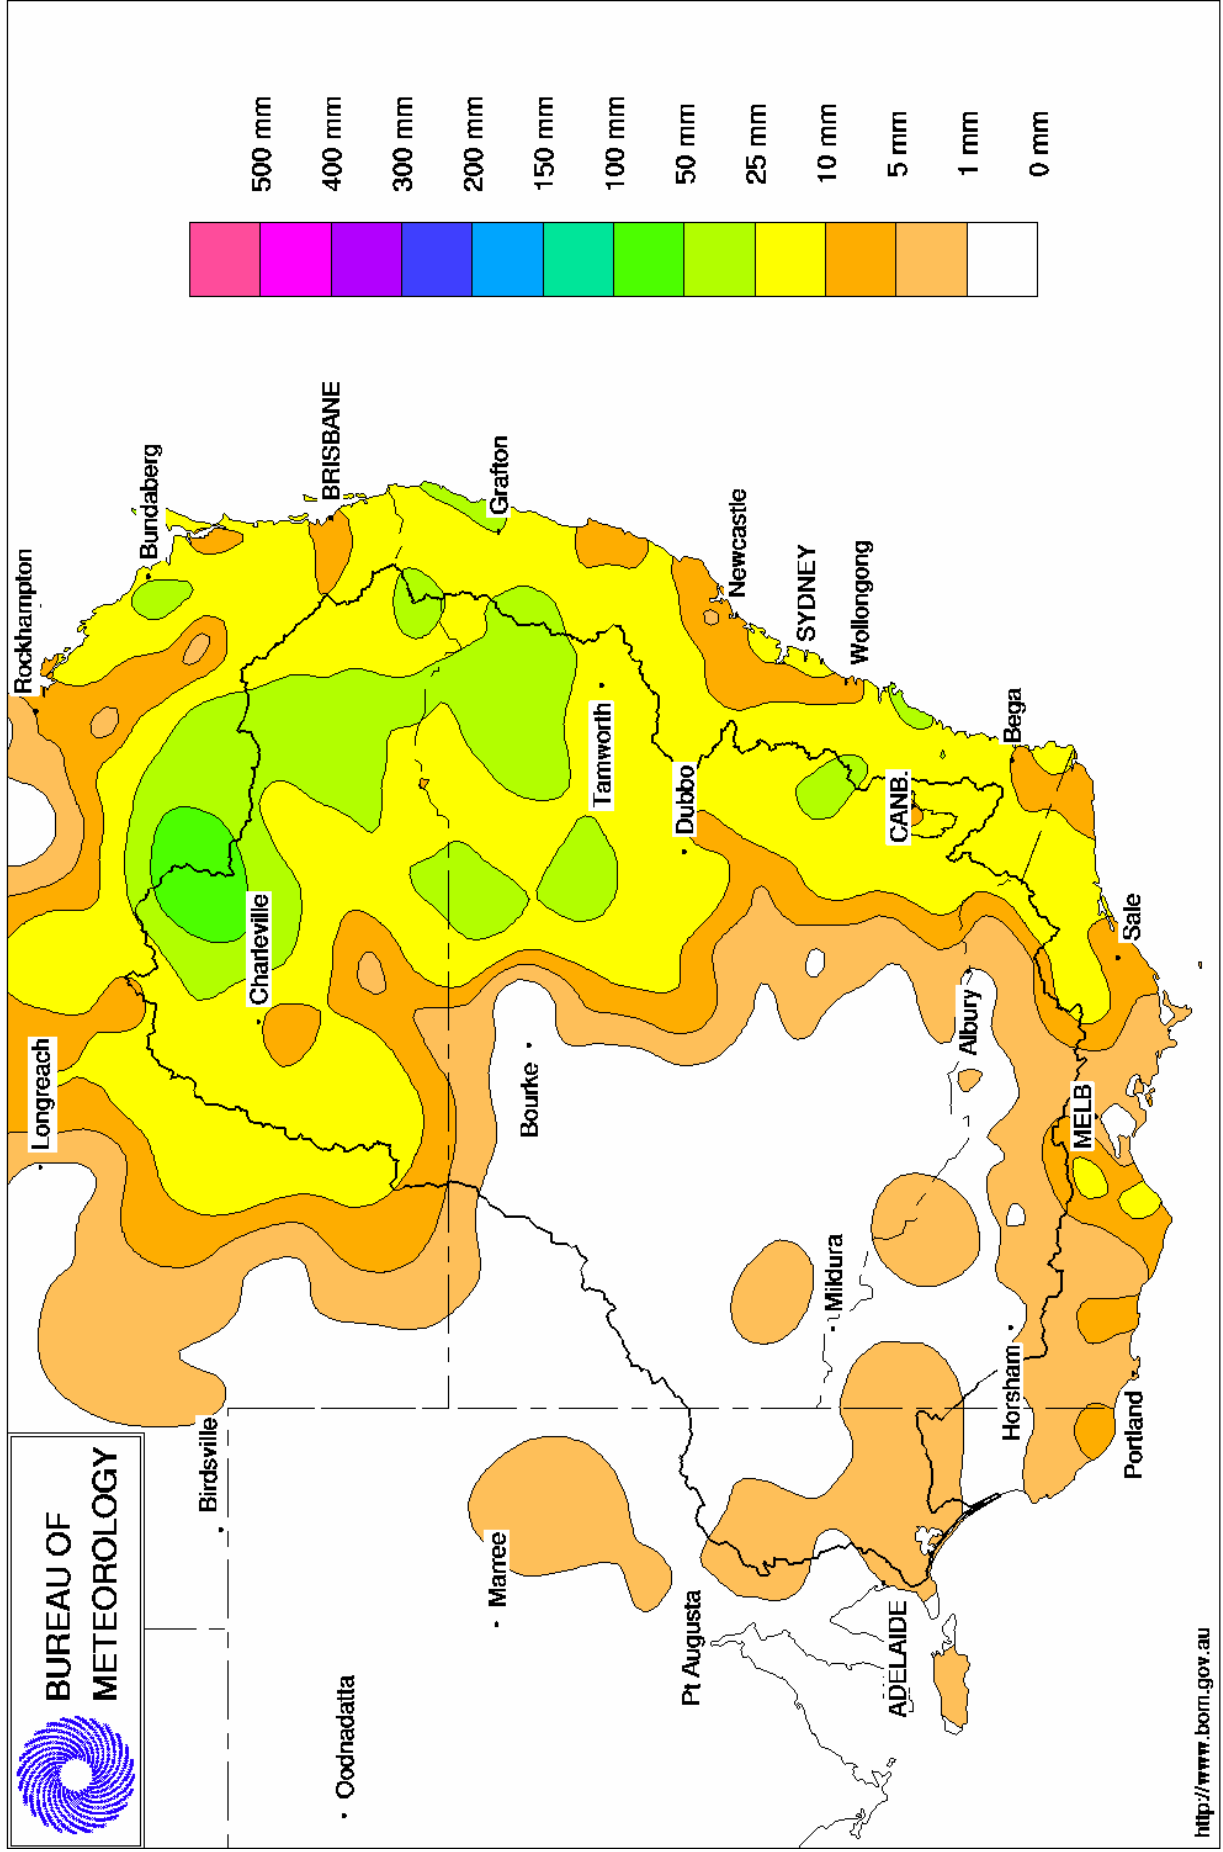 BUREAU OF
METEOROLOGY
Longreach
Rockhampton
Bundaberg
Birdsville
Charleville
BRISBANE
Oodnadatta
Marree
Bourke
Grafton
Tamworth
Pt Augusta
Dubbo
Newcastle
Mildura
SYDNEY
Wollongong
ADELAIDE
CANB.
Albury
Horsham
Bega
MELB
Portland
Sale
500 mm
400 mm
300 mm
200 mm
150 mm
100 mm
50 mm
25 mm
10 mm
5 mm
1 mm
0 mm
http://www.bom.gov.au